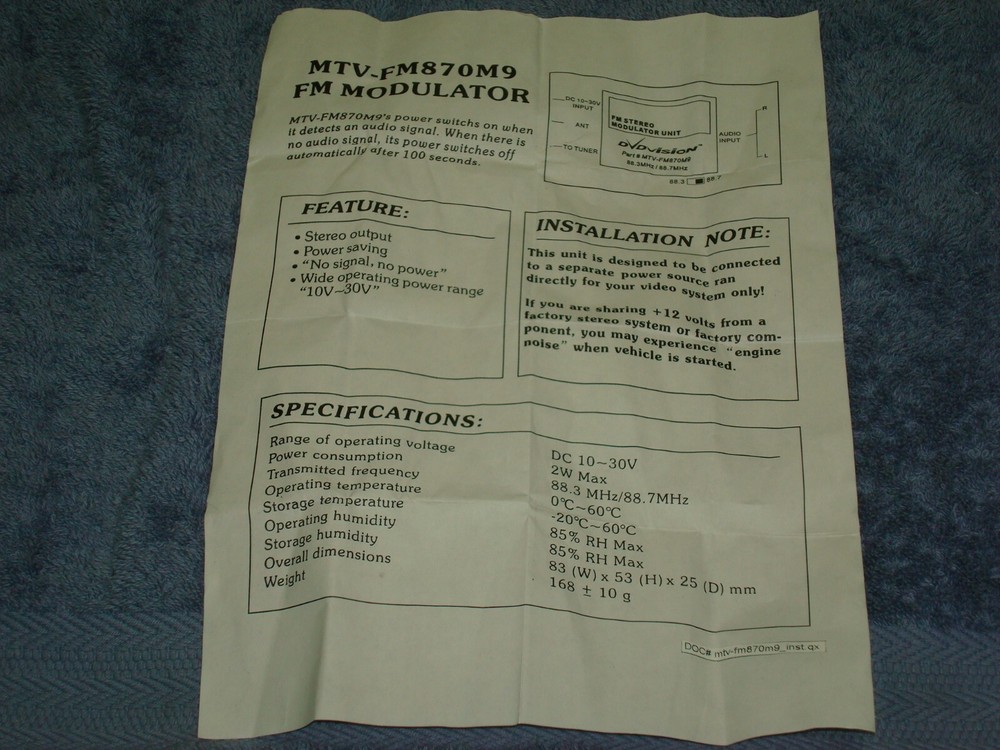 MTV-FM870M9
FM MODULATOR
MTV-FM870M9's power switchs on when
it detects an audio signal. When there is
no audio signal, its power switches off
automatically after 100 seconds.
DC 10~30V
INPUT
ANT
TO TUNER
FM STEREO
MODULATOR UNIT
DVDvision™
Part # MTV-FM870M9
88.3MHz / 88.7MHz
AUDIO
INPUT
R
L
88.3
88.7
FEATURE:
• Stereo output
• Power saving
• "No signal, no power"
• Wide operating power range
"10V~30V"
INSTALLATION NOTE:
This unit is designed to be connected
to a separate power source ran
directly for your video system only!
If you are sharing +12 volts from a
factory stereo system or factory com-
ponent, you may experience "engine
noise" when vehicle is started.
SPECIFICATIONS:
Range of operating voltage DC 10~30V
Power consumption 2W Max
Transmitted frequency 88.3 MHz/88.7MHz
Operating temperature 0°C~60°C
Storage temperature -20°C~60°C
Operating humidity 85% RH Max
Storage humidity 85% RH Max
Overall dimensions 83 (W) x 53 (H) x 25 (D) mm
Weight 168 ± 10 g
DOC# mtv-fm870m9_inst.qx